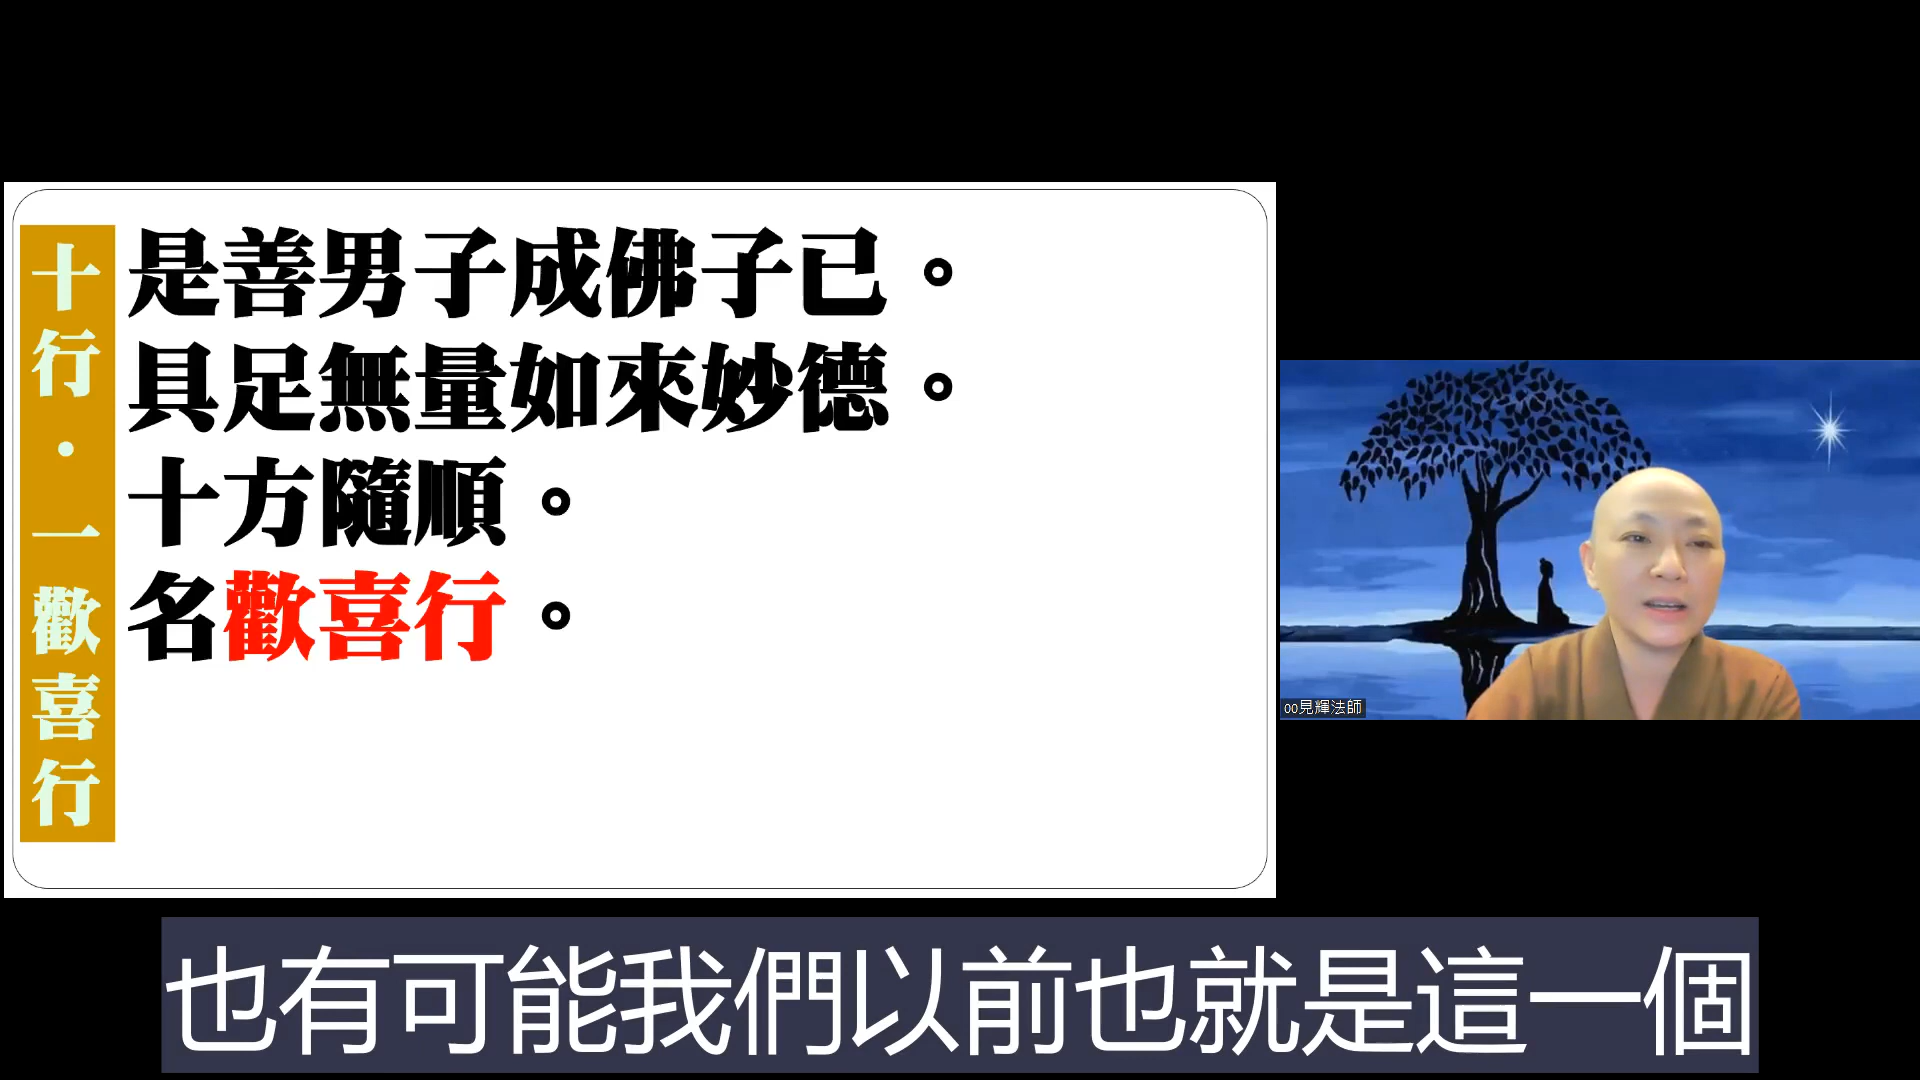 十行·一歡喜行
是善男子成佛子已。
具足無量如來妙德。
十方隨順。
名歡喜行。
oo見輝法師
也有可能我們以前也就是這一個